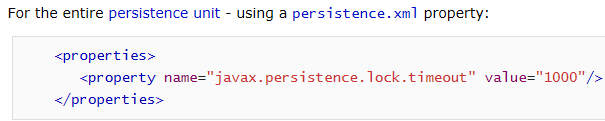 For the entire persistence unit - using a persistence.xml property:
<properties>
<property name="javax.persistence.lock.timeout" value="1000"/>
</properties>